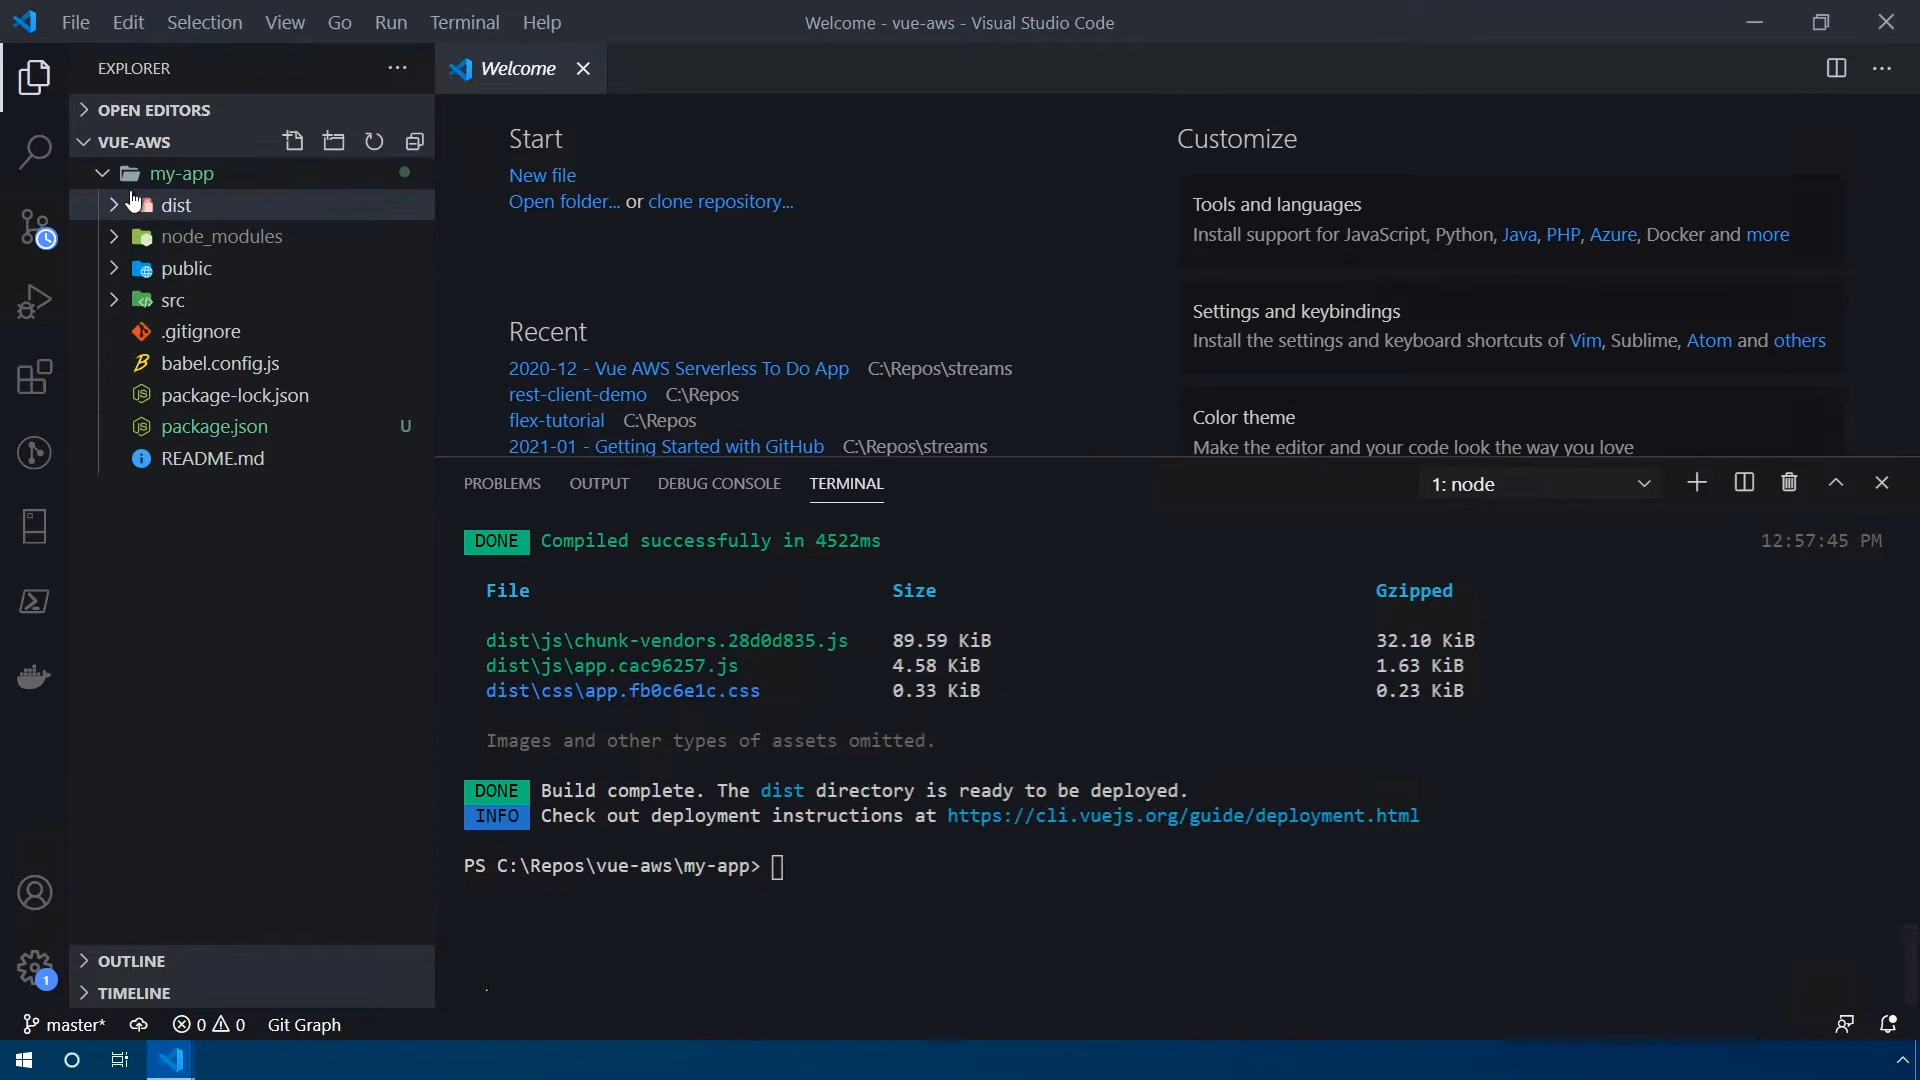 File Edit Selection View Go Run Terminal Help
Welcome - vue-aws - Visual Studio Code
EXPLORER
Welcome
OPEN EDITORS
VUE-AWS
my-app
dist
node_modules
public
src
.gitignore
babel.config.js
package-lock.json
package.json U
README.md
OUTLINE
TIMELINE
Start
New file
Open folder... or clone repository...
Recent
2020-12 - Vue AWS Serverless To Do App C:\Repos\streams
rest-client-demo C:\Repos
flex-tutorial C:\Repos
2021-01 - Getting Started with GitHub C:\Repos\streams
Customize
Tools and languages
Install support for JavaScript, Python, Java, PHP, Azure, Docker and more
Settings and keybindings
Install the settings and keyboard shortcuts of Vim, Sublime, Atom and others
Color theme
Make the editor and your code look the way you love
PROBLEMS OUTPUT DEBUG CONSOLE TERMINAL
1: node
DONE Compiled successfully in 4522ms 12:57:45 PM
File Size Gzipped
dist\js\chunk-vendors.28d0d835.js 89.59 KiB 32.10 KiB
dist\js\app.cac96257.js 4.58 KiB 1.63 KiB
dist\css\app.fb0c6e1c.css 0.33 KiB 0.23 KiB
Images and other types of assets omitted.
DONE Build complete. The dist directory is ready to be deployed.
INFO Check out deployment instructions at https://cli.vuejs.org/guide/deployment.html
PS C:\Repos\vue-aws\my-app>
1
master* 0 0 Git Graph